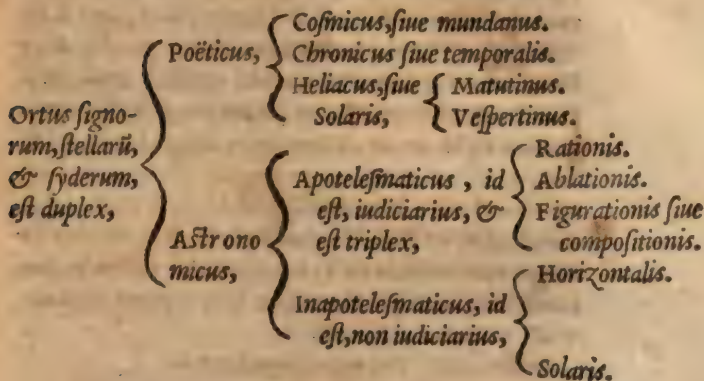 Ortus ſigno-
rum, ſtellarũ,
& ſyderum,
eſt duplex,
Poëticus,
Coſmicus, ſiue mundanus.
Chronicus ſiue temporalis.
Heliacus, ſiue
Solaris,
Matutinus.
Veſpertinus.
Aſtrono
micus,
Apoteleſmaticus, id
eſt, iudiciarius, &
eſt triplex,
Rationis.
Ablationis.
Figurationis ſiue
compoſitionis.
Inapoteleſmaticus, id
eſt, non iudiciarius,
Horizontalis.
Solaris.